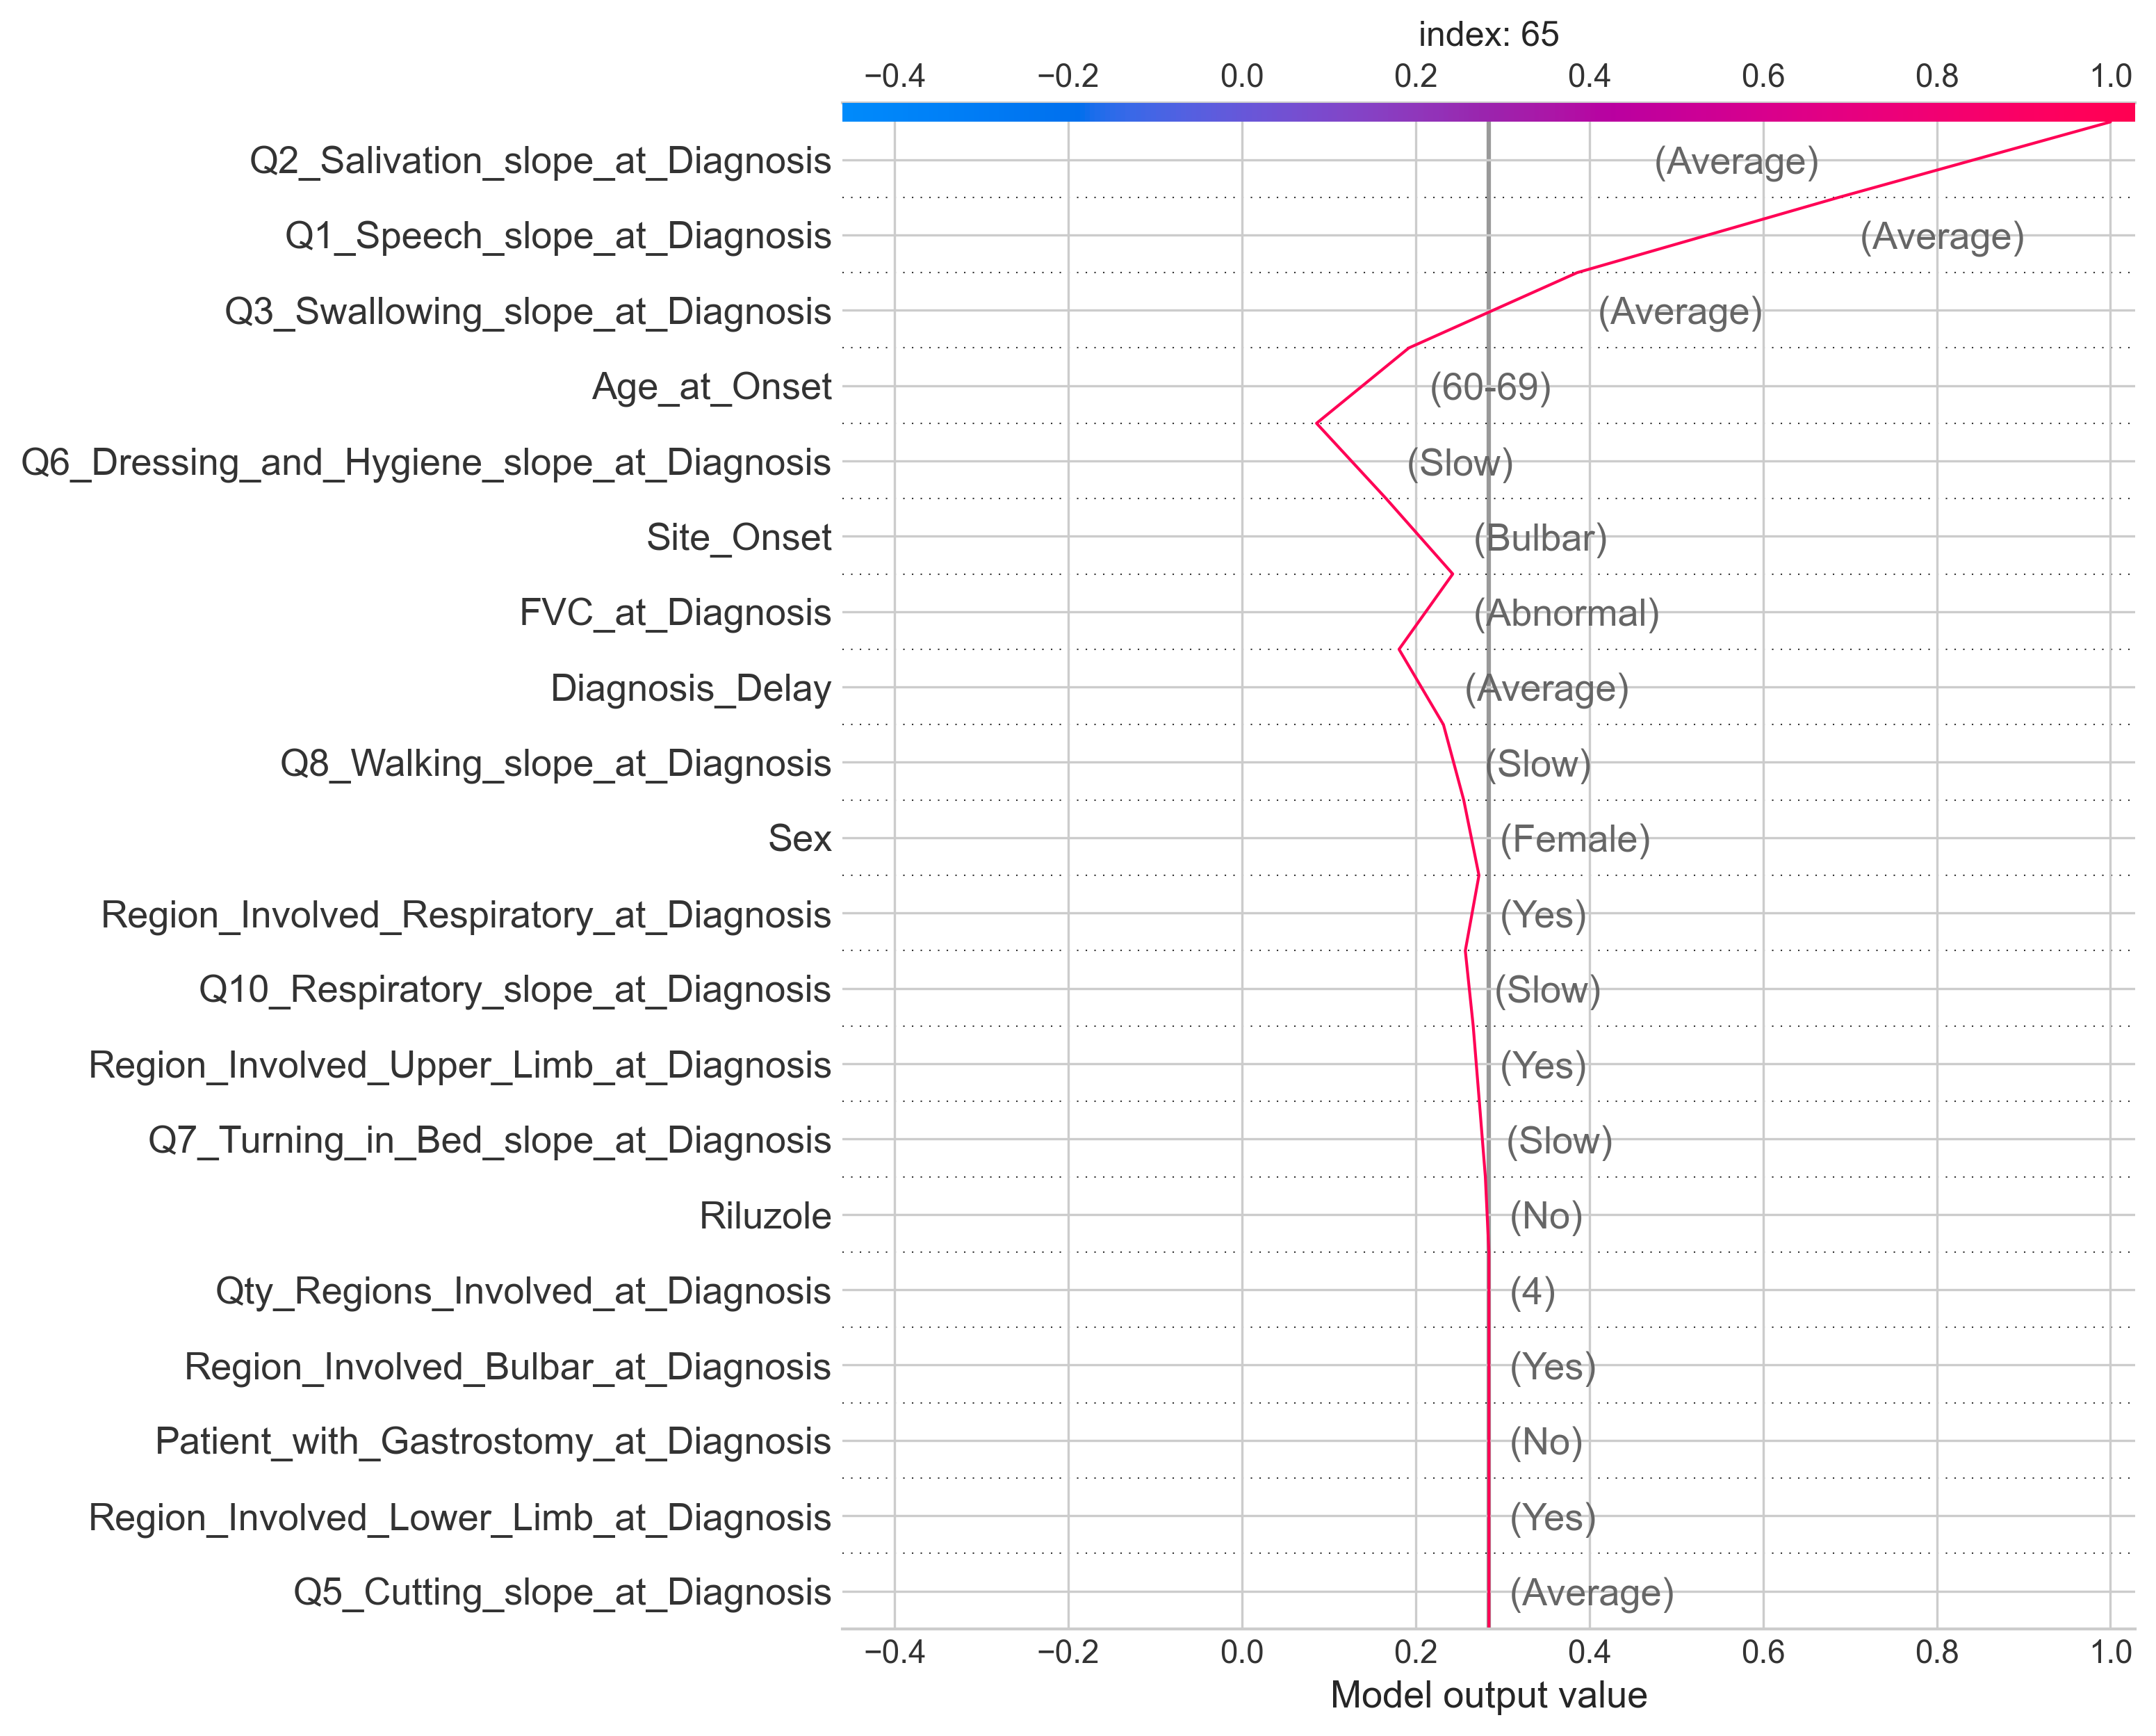 index: 65
−0.4 −0.2 0.0 0.2 0.4 0.6 0.8 1.0
Q2_Salivation_slope_at_Diagnosis (Average)
Q1_Speech_slope_at_Diagnosis (Average)
Q3_Swallowing_slope_at_Diagnosis (Average)
Age_at_Onset (60-69)
Q6_Dressing_and_Hygiene_slope_at_Diagnosis (Slow)
Site_Onset (Bulbar)
FVC_at_Diagnosis (Abnormal)
Diagnosis_Delay (Average)
Q8_Walking_slope_at_Diagnosis (Slow)
Sex (Female)
Region_Involved_Respiratory_at_Diagnosis (Yes)
Q10_Respiratory_slope_at_Diagnosis (Slow)
Region_Involved_Upper_Limb_at_Diagnosis (Yes)
Q7_Turning_in_Bed_slope_at_Diagnosis (Slow)
Riluzole (No)
Qty_Regions_Involved_at_Diagnosis (4)
Region_Involved_Bulbar_at_Diagnosis (Yes)
Patient_with_Gastrostomy_at_Diagnosis (No)
Region_Involved_Lower_Limb_at_Diagnosis (Yes)
Q5_Cutting_slope_at_Diagnosis (Average)
−0.4 −0.2 0.0 0.2 0.4 0.6 0.8 1.0
Model output value